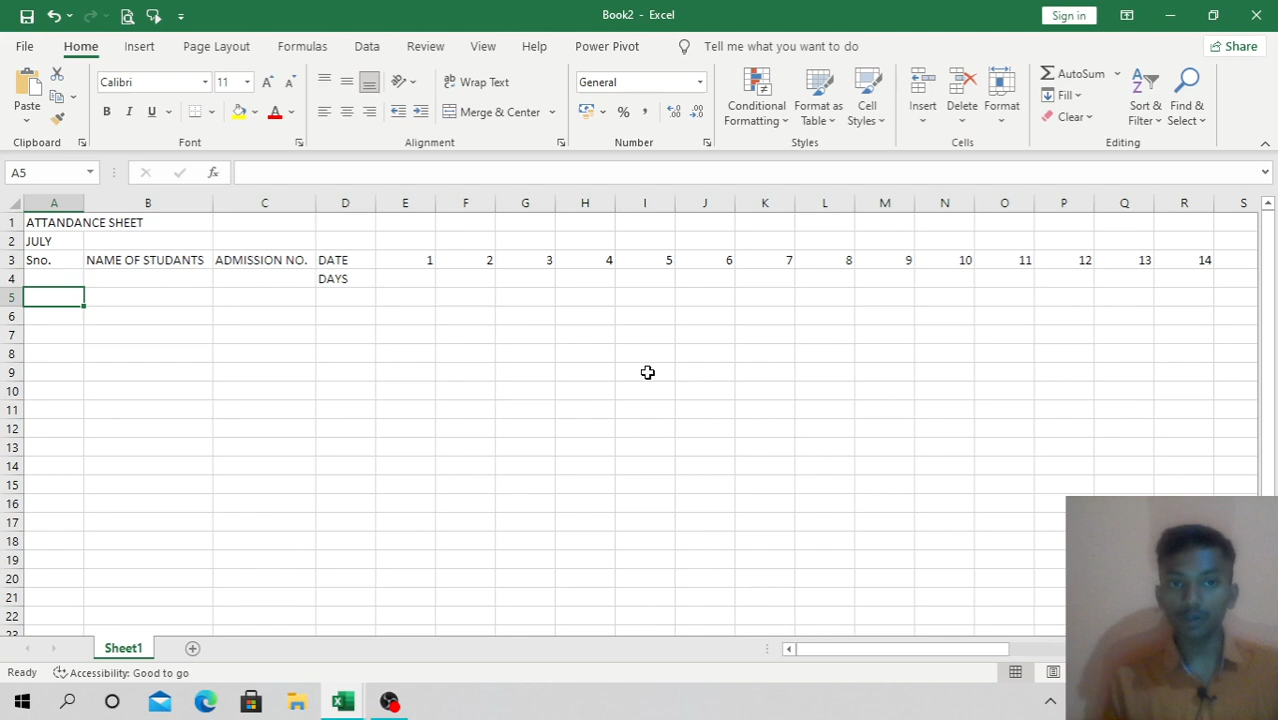 Book2 - Excel
Sign in
File Home Insert Page Layout Formulas Data Review View Help Power Pivot Tell me what you want to do Share
Paste
Calibri 11
B I U
Wrap Text
Merge & Center
General
% ,
Conditional Formatting
Format as Table
Cell Styles
Insert
Delete
Format
AutoSum
Fill
Clear
Sort & Filter
Find & Select
Clipboard Font Alignment Number Styles Cells Editing
A5 fx
A B C D E F G H I J K L M N O P Q R S
1 ATTANDANCE SHEET
2 JULY
3 Sno. NAME OF STUDANTS ADMISSION NO. DATE 1 2 3 4 5 6 7 8 9 10 11 12 13 14
4 DAYS
5
6
7
8
9
10
11
12
13
14
15
16
17
18
19
20
21
22
23
Sheet1
Ready Accessibility: Good to go